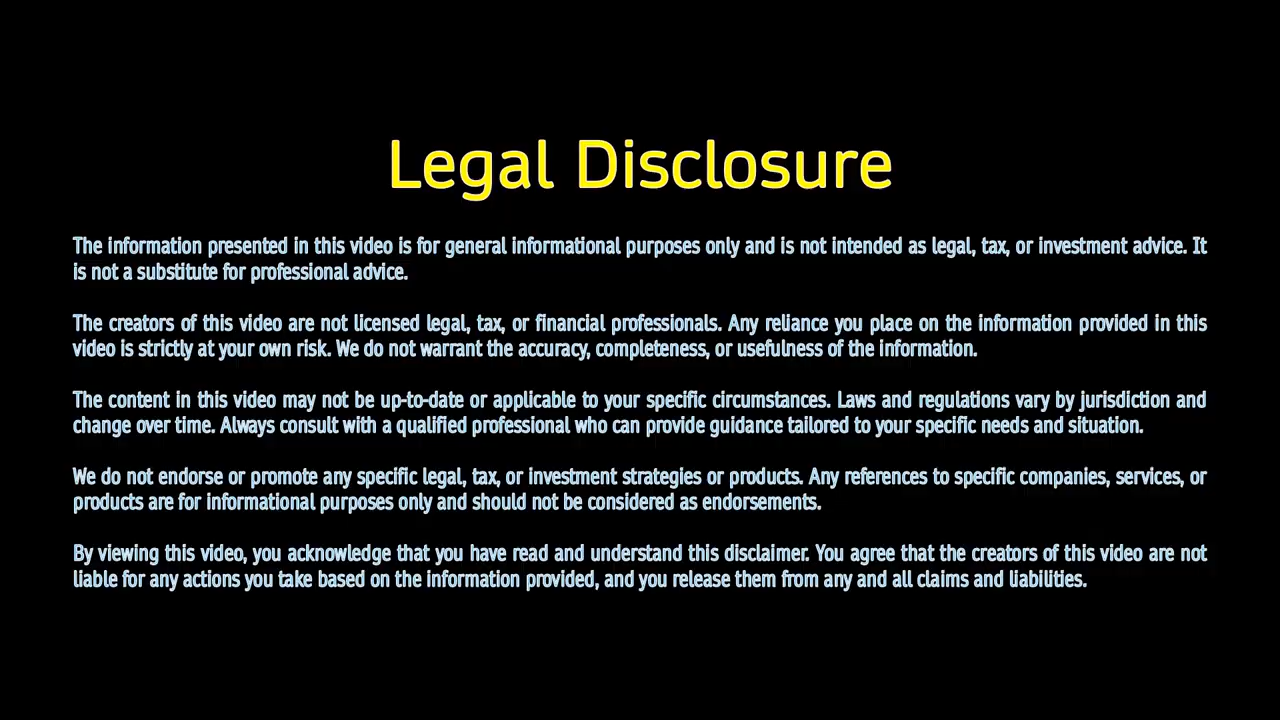 Legal Disclosure
The information presented in this video is for general informational purposes only and is not intended as legal, tax, or investment advice. It
is not a substitute for professional advice.
The creators of this video are not licensed legal, tax, or financial professionals. Any reliance you place on the information provided in this
video is strictly at your own risk. We do not warrant the accuracy, completeness, or usefulness of the information.
The content in this video may not be up-to-date or applicable to your specific circumstances. Laws and regulations vary by jurisdiction and
change over time. Always consult with a qualified professional who can provide guidance tailored to your specific needs and situation.
We do not endorse or promote any specific legal, tax, or investment strategies or products. Any references to specific companies, services, or
products are for informational purposes only and should not be considered as endorsements.
By viewing this video, you acknowledge that you have read and understand this disclaimer. You agree that the creators of this video are not
liable for any actions you take based on the information provided, and you release them from any and all claims and liabilities.